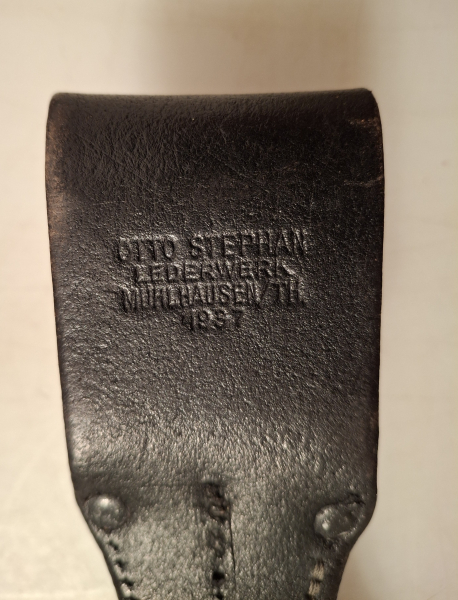 OTTO STEPHAN
LEDERWERK
MÜHLHAUSEN/TH.
1937